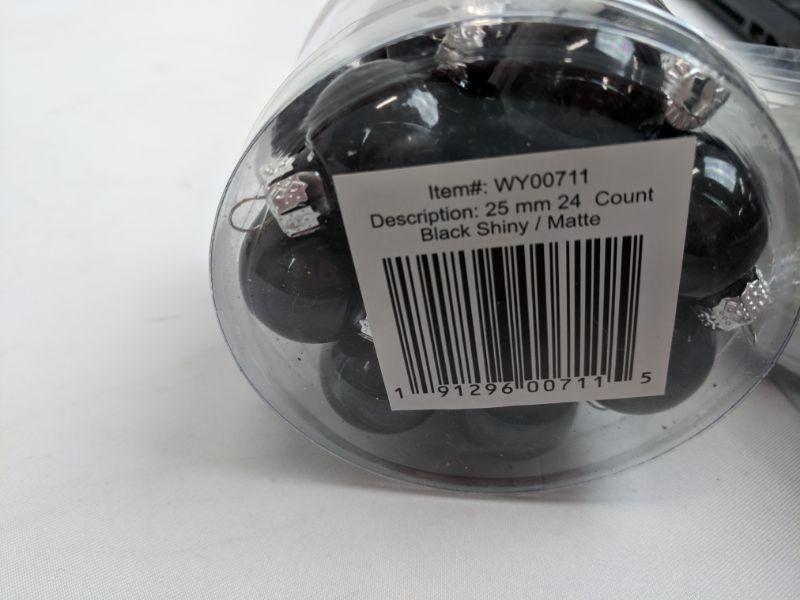 Item#: WY00711
Description: 25 mm 24 Count
Black Shiny / Matte
1 91296 00711 5